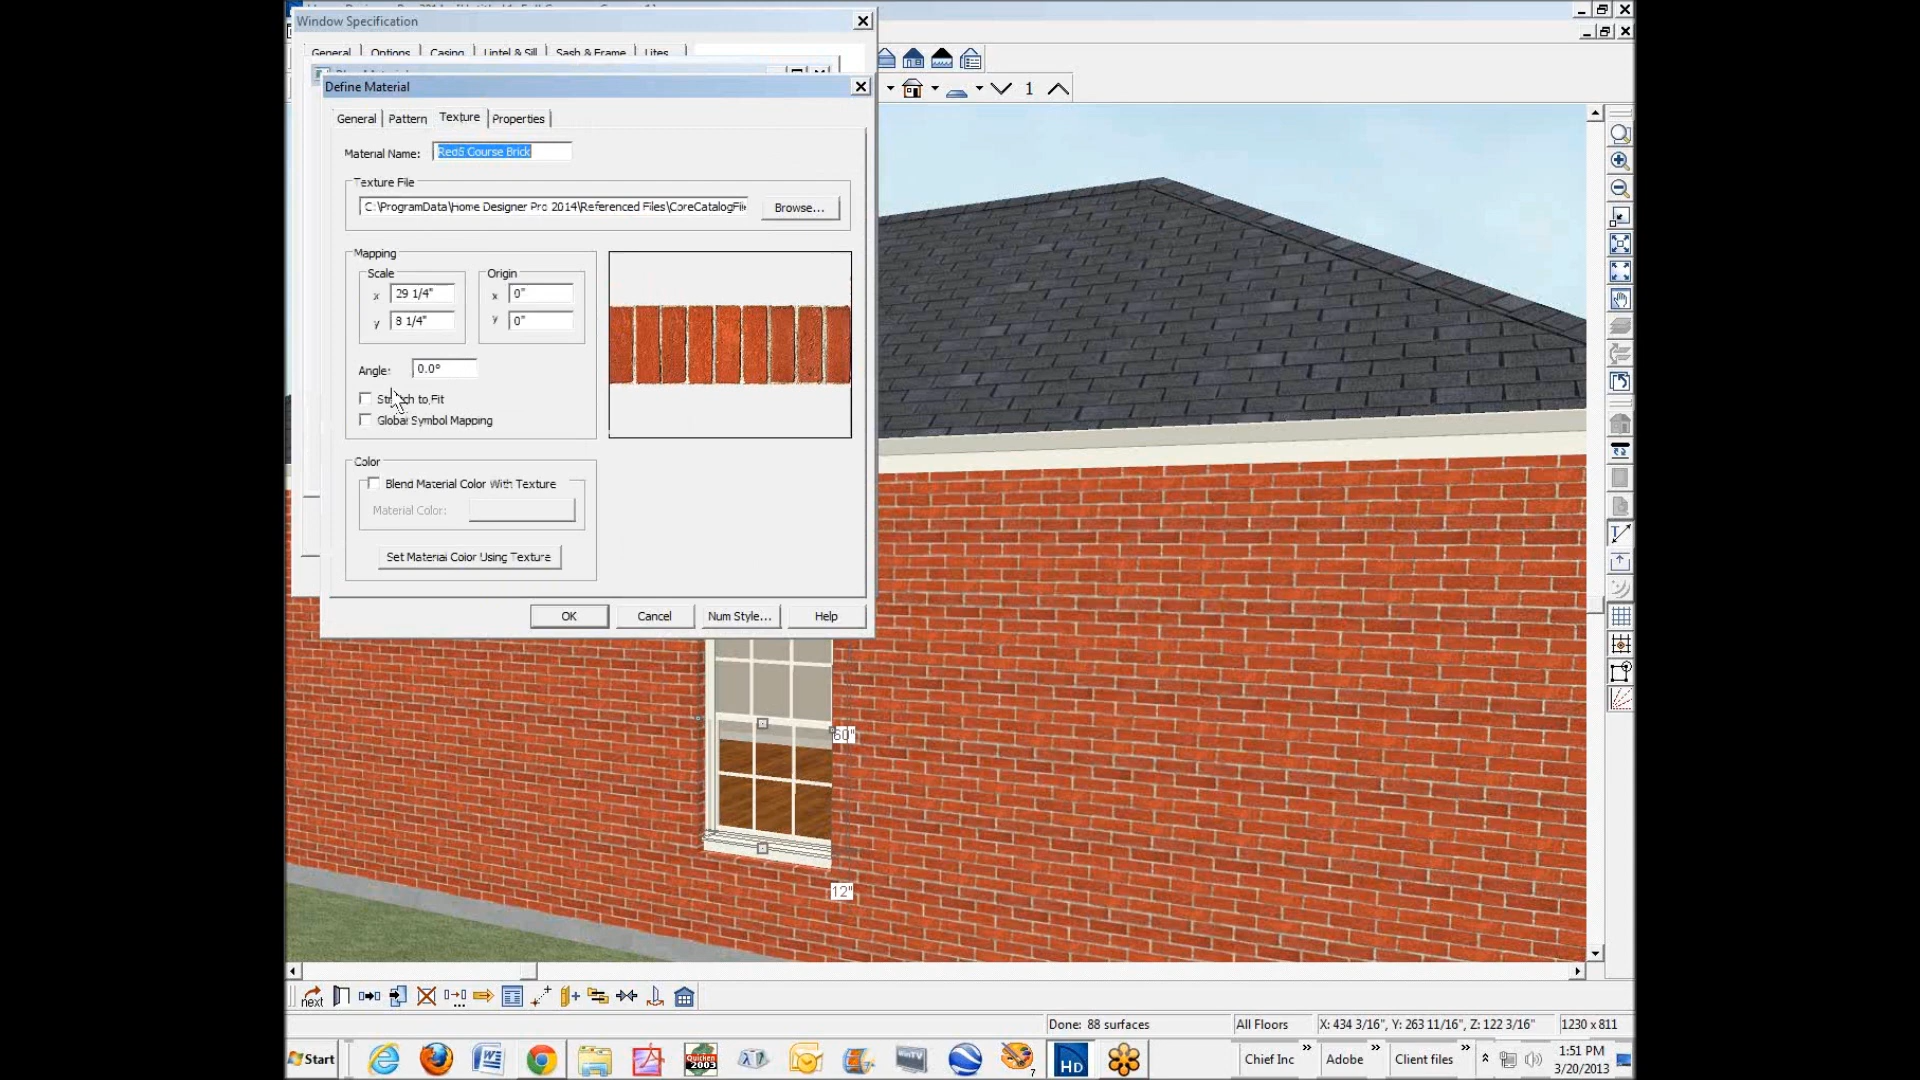 Window Specification
General Options Casing Lintel & Sill Sash & Frame Lites
Define Material
General Pattern Texture Properties
Material Name: Red6 Course Brick
Texture File
C:\ProgramData\Home Designer Pro 2014\Referenced Files\CoreCatalogFil
Browse...
Mapping
Scale Origin
x 29 1/4" x 0"
y 8 1/4" y 0"
Angle: 0.0°
Stretch to Fit
Global Symbol Mapping
Color
Blend Material Color With Texture
Material Color:
Set Material Color Using Texture
OK Cancel Num Style... Help
1
60"
12"
next
Done: 88 surfaces All Floors X: 434 3/16", Y: 263 11/16", Z: 122 3/16" 1230 x 811
Start
Quicken 2003
WinTV
7
HD
Chief Inc » Adobe » Client files »
1:51 PM
3/20/2013